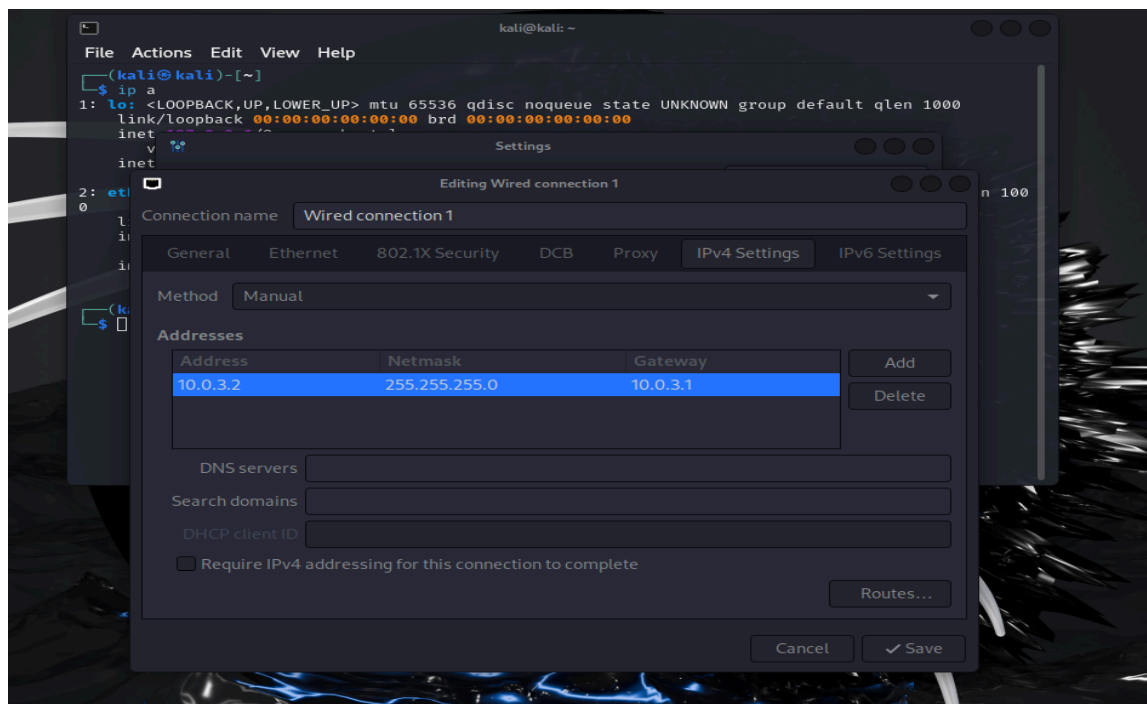 kali@kali: ~
File Actions Edit View Help
(kali㉿kali)-[~]
$ ip a
1: lo: <LOOPBACK,UP,LOWER_UP> mtu 65536 qdisc noqueue state UNKNOWN group default qlen 1000
link/loopback 00:00:00:00:00:00 brd 00:00:00:00:00:00
inet
inet
Settings
Editing Wired connection 1
2:
n 100
0
Connection name Wired connection 1
General Ethernet 802.1X Security DCB Proxy IPv4 Settings IPv6 Settings
Method Manual
$
Addresses
Address Netmask Gateway
10.0.3.2 255.255.255.0 10.0.3.1
Add
Delete
DNS servers
Search domains
DHCP client ID
Require IPv4 addressing for this connection to complete
Routes...
Cancel Save